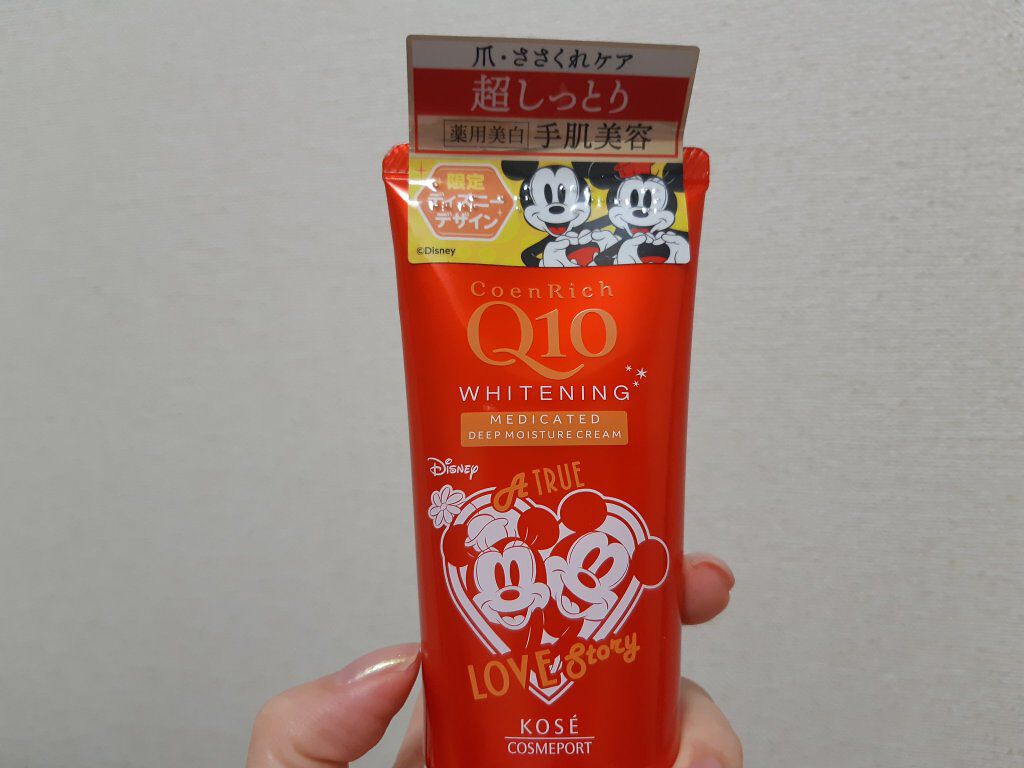 爪・ささくれケア
超しっとり
薬用美白 手肌美容
限定
ディズニー
デザイン
©Disney
CoenRich
Q10
WHITENING
MEDICATED
DEEP MOISTURE CREAM
Disney
A TRUE
LOVE Story
KOSÉ
COSMEPORT